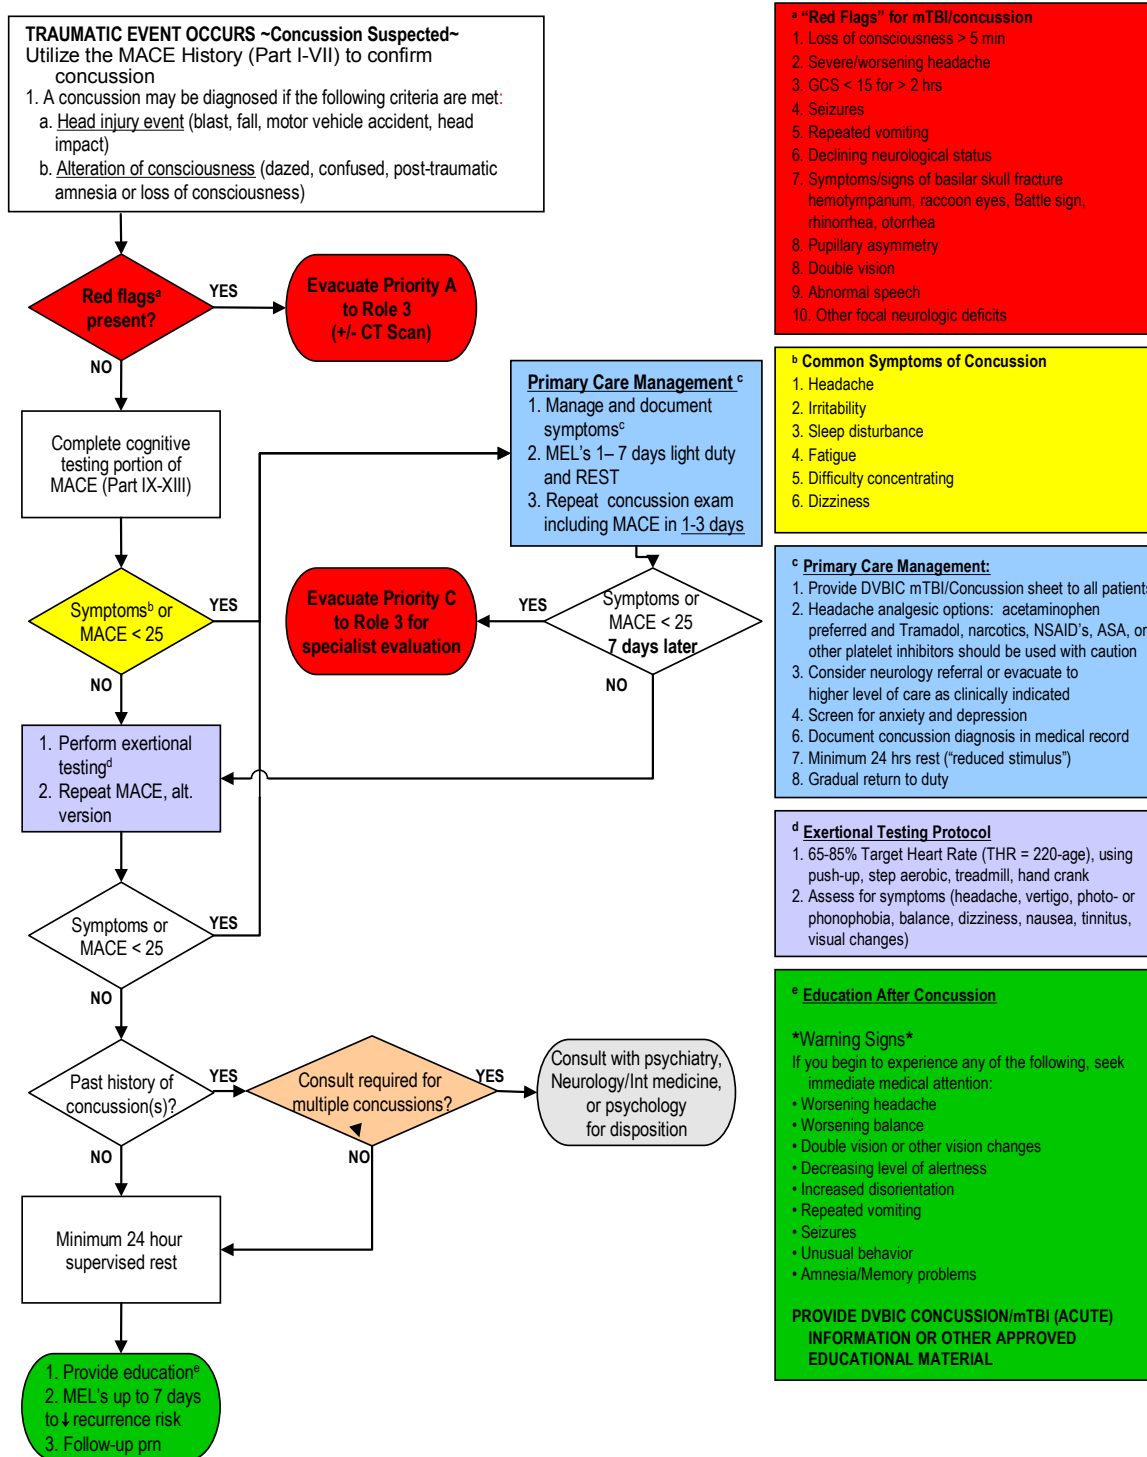 TRAUMATIC EVENT OCCURS ~Concussion Suspected~
Utilize the MACE History (Part I-VII) to confirm
concussion
1. A concussion may be diagnosed if the following criteria are met:
a. Head injury event (blast, fall, motor vehicle accident, head
impact)
b. Alteration of consciousness (dazed, confused, post-traumatic
amnesia or loss of consciousness)
Red flagsᵃ
present?
YES
NO
Evacuate Priority A
to Role 3
(+/- CT Scan)
Complete cognitive
testing portion of
MACE (Part IX-XIII)
Symptomsᵇ or
MACE < 25
YES
NO
Primary Care Management ᶜ
1. Manage and document
symptomsᶜ
2. MEL's 1– 7 days light duty
and REST
3. Repeat concussion exam
including MACE in 1-3 days
Symptoms or
MACE < 25
7 days later
YES
NO
Evacuate Priority C
to Role 3 for
specialist evaluation
1. Perform exertional
testingᵈ
2. Repeat MACE, alt.
version
Symptoms or
MACE < 25
YES
NO
Past history of
concussion(s)?
YES
NO
Consult required for
multiple concussions?
YES
NO
Consult with psychiatry,
Neurology/Int medicine,
or psychology
for disposition
Minimum 24 hour
supervised rest
1. Provide educationᵉ
2. MEL's up to 7 days
to ↓ recurrence risk
3. Follow-up prn
ᵃ "Red Flags" for mTBI/concussion
1. Loss of consciousness > 5 min
2. Severe/worsening headache
3. GCS < 15 for > 2 hrs
4. Seizures
5. Repeated vomiting
6. Declining neurological status
7. Symptoms/signs of basilar skull fracture
hemotympanum, raccoon eyes, Battle sign,
rhinorrhea, otorrhea
8. Pupillary asymmetry
8. Double vision
9. Abnormal speech
10. Other focal neurologic deficits
ᵇ Common Symptoms of Concussion
1. Headache
2. Irritability
3. Sleep disturbance
4. Fatigue
5. Difficulty concentrating
6. Dizziness
ᶜ Primary Care Management:
1. Provide DVBIC mTBI/Concussion sheet to all patients
2. Headache analgesic options: acetaminophen
preferred and Tramadol, narcotics, NSAID's, ASA, or
other platelet inhibitors should be used with caution
3. Consider neurology referral or evacuate to
higher level of care as clinically indicated
4. Screen for anxiety and depression
6. Document concussion diagnosis in medical record
7. Minimum 24 hrs rest ("reduced stimulus")
8. Gradual return to duty
ᵈ Exertional Testing Protocol
1. 65-85% Target Heart Rate (THR = 220-age), using
push-up, step aerobic, treadmill, hand crank
2. Assess for symptoms (headache, vertigo, photo- or
phonophobia, balance, dizziness, nausea, tinnitus,
visual changes)
ᵉ Education After Concussion
*Warning Signs*
If you begin to experience any of the following, seek
immediate medical attention:
• Worsening headache
• Worsening balance
• Double vision or other vision changes
• Decreasing level of alertness
• Increased disorientation
• Repeated vomiting
• Seizures
• Unusual behavior
• Amnesia/Memory problems
PROVIDE DVBIC CONCUSSION/mTBI (ACUTE)
INFORMATION OR OTHER APPROVED
EDUCATIONAL MATERIAL